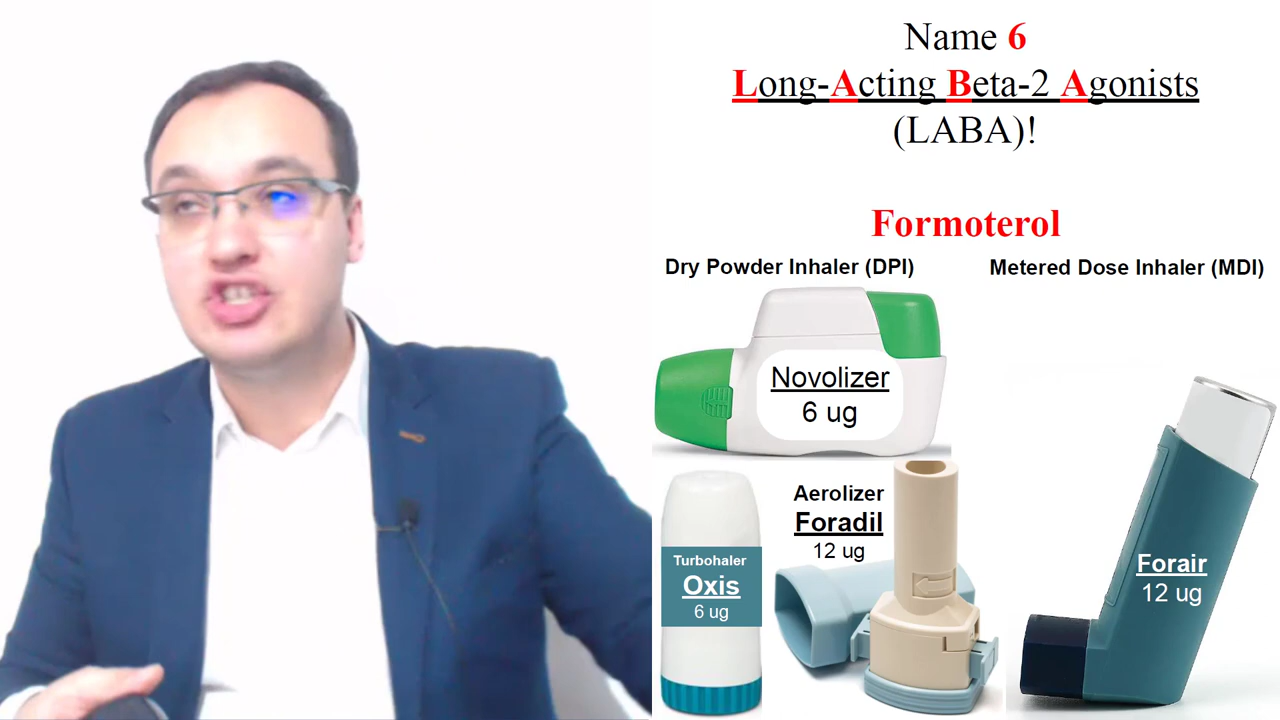 Name 6
Long-Acting Beta-2 Agonists
(LABA)!
Formoterol
Dry Powder Inhaler (DPI)
Metered Dose Inhaler (MDI)
Novolizer
6 ug
Turbohaler
Oxis
6 ug
Aerolizer
Foradil
12 ug
Forair
12 ug